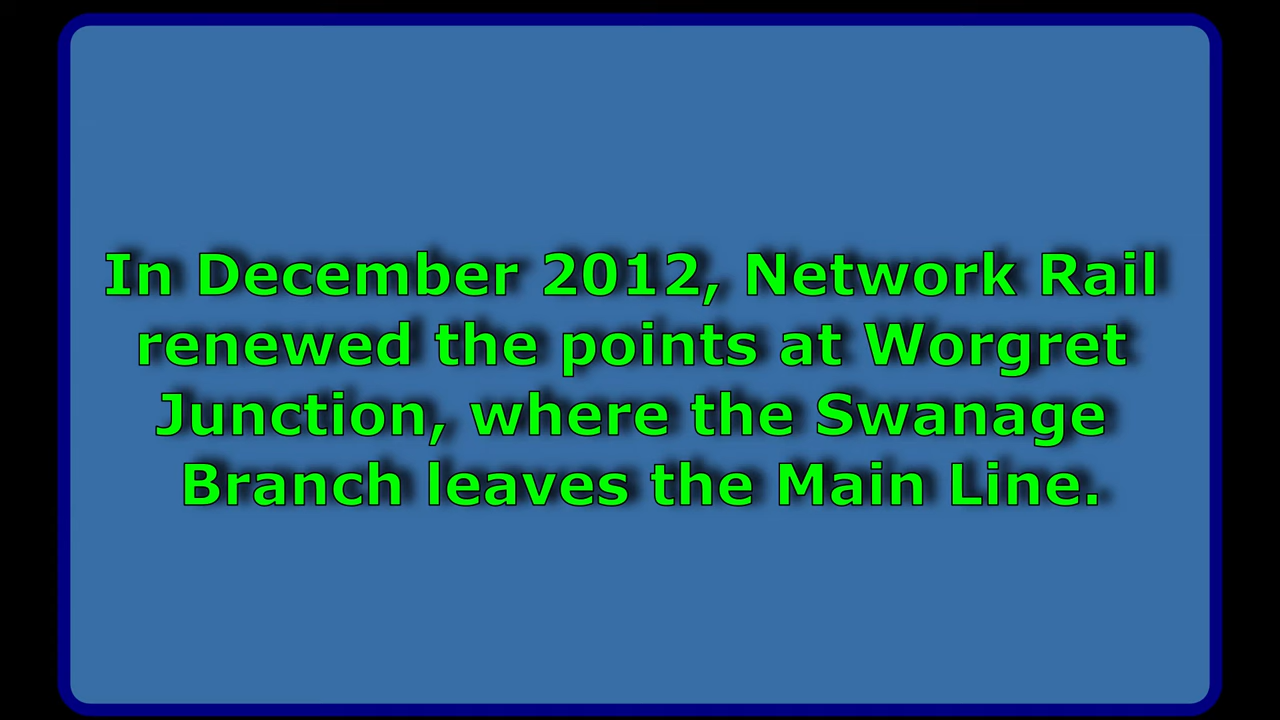 In December 2012, Network Rail
renewed the points at Worgret
Junction, where the Swanage
Branch leaves the Main Line.